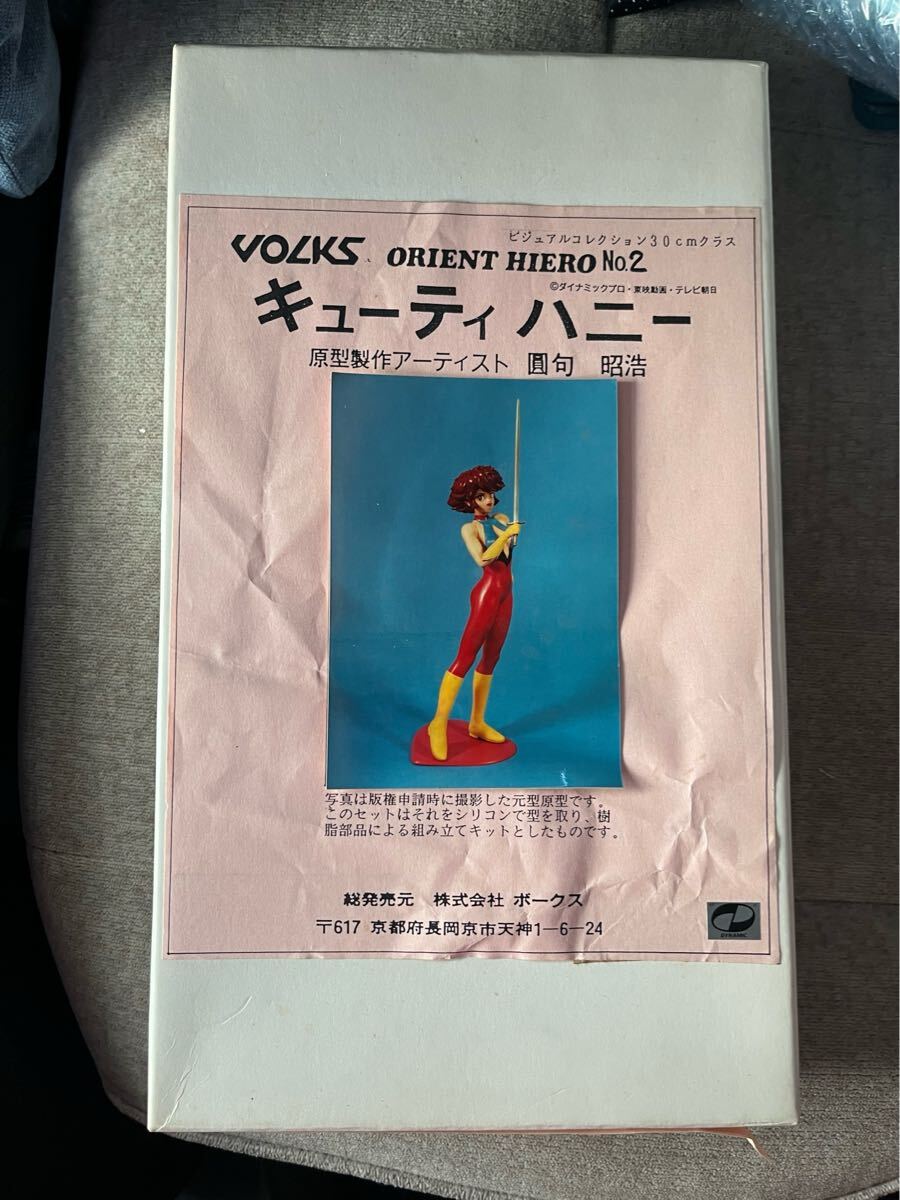 ビジュアルコレクション30cmクラス
VOLKS ORIENT HIERO No.2
©ダイナミックプロ・東映動画・テレビ朝日
キューティ ハニー
原型製作アーティスト 圓句 昭浩
写真は版権申請時に撮影した元型原型です。
このセットはそれをシリコンで型を取り、樹
脂部品による組み立てキットとしたものです。
総発売元 株式会社 ボークス
〒617 京都府長岡京市天神1-6-24
DYNAMIC